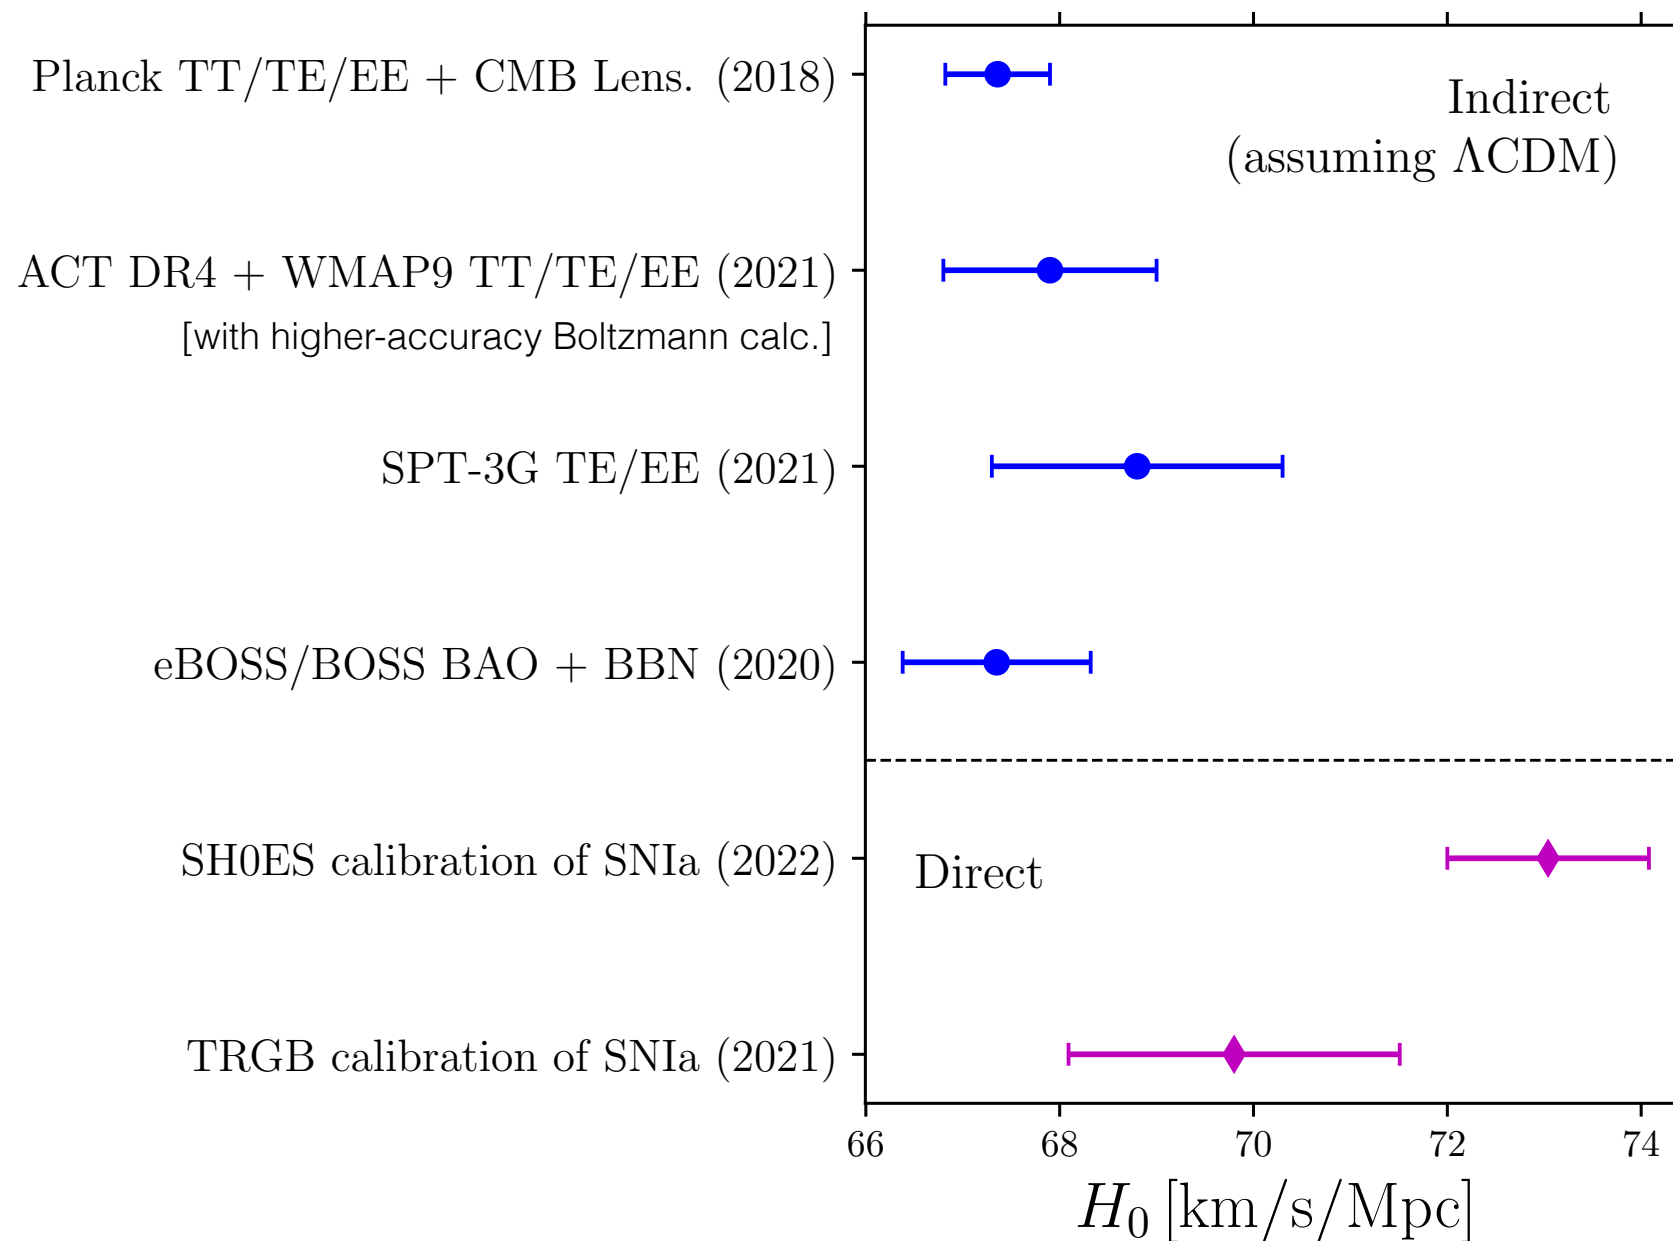 Planck TT/TE/EE + CMB Lens. (2018)
Indirect
(assuming ΛCDM)
ACT DR4 + WMAP9 TT/TE/EE (2021)
[with higher-accuracy Boltzmann calc.]
SPT-3G TE/EE (2021)
eBOSS/BOSS BAO + BBN (2020)
SH0ES calibration of SNIa (2022)
Direct
TRGB calibration of SNIa (2021)
66 68 70 72 74
H₀ [km/s/Mpc]